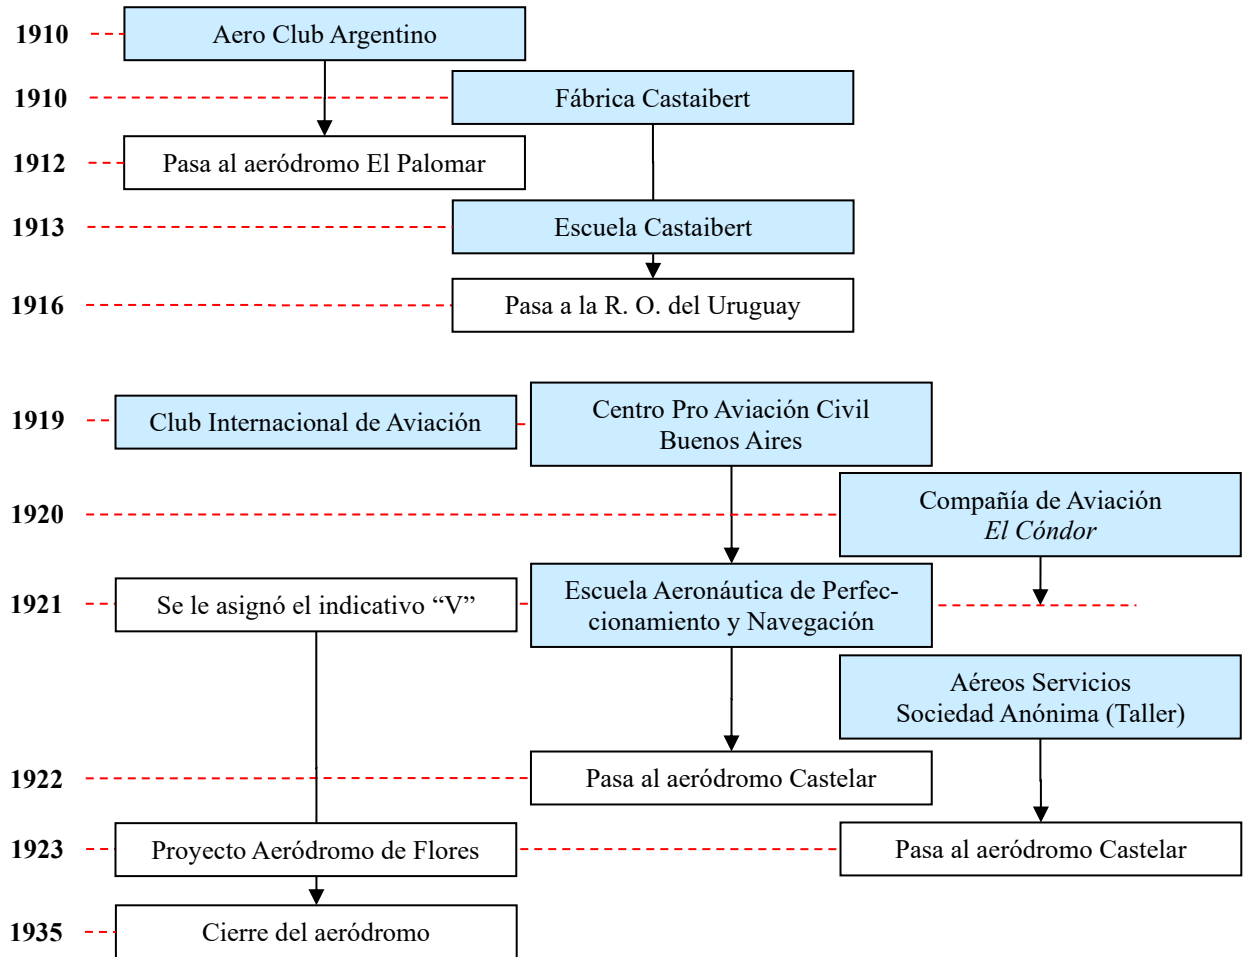 1910
Aero Club Argentino
1910
Fábrica Castaibert
1912
Pasa al aeródromo El Palomar
1913
Escuela Castaibert
1916
Pasa a la R. O. del Uruguay
1919
Club Internacional de Aviación
Centro Pro Aviación Civil
Buenos Aires
1920
Compañía de Aviación
El Cóndor
1921
Se le asignó el indicativo “V”
Escuela Aeronáutica de Perfec-
cionamiento y Navegación
Aéreos Servicios
Sociedad Anónima (Taller)
1922
Pasa al aeródromo Castelar
1923
Proyecto Aeródromo de Flores
Pasa al aeródromo Castelar
1935
Cierre del aeródromo